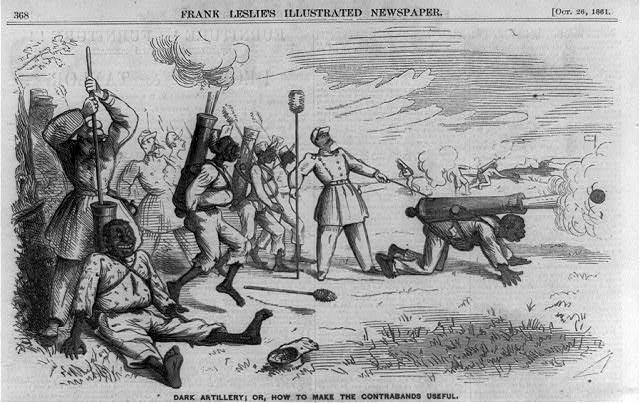 368 FRANK LESLIE'S ILLUSTRATED NEWSPAPER. [Oct. 26, 1861.
DARK ARTILLERY; OR, HOW TO MAKE THE CONTRABANDS USEFUL.